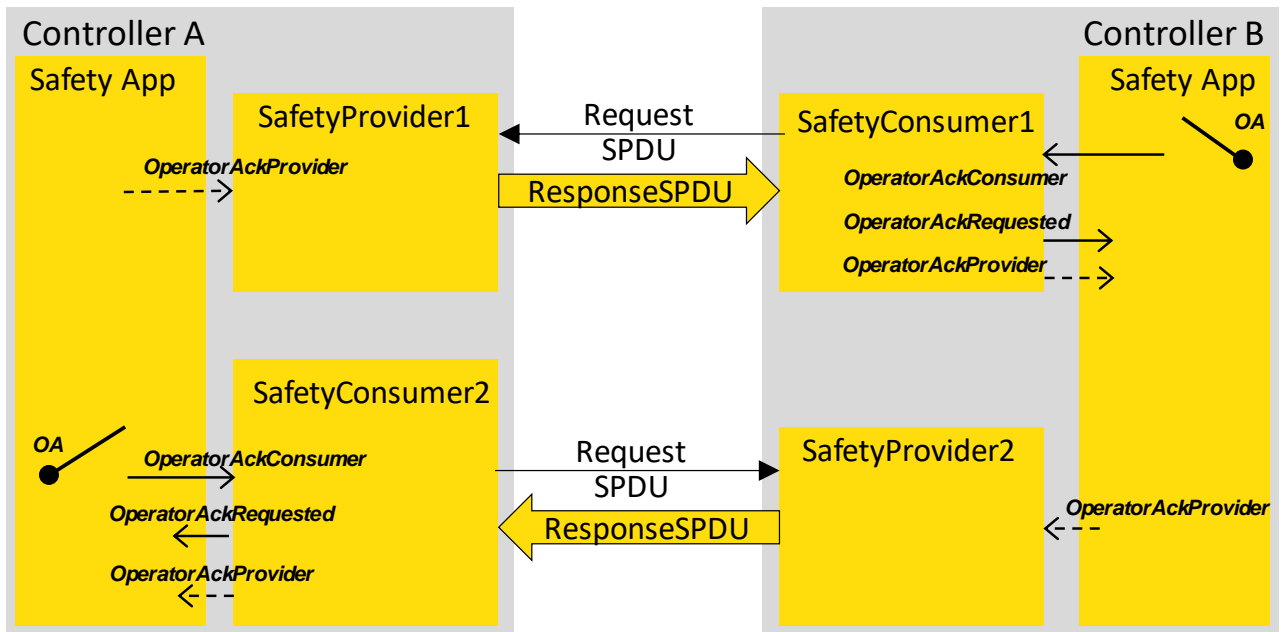 Controller A
Controller B
Safety App
Safety App
SafetyProvider1
Request
SPDU
SafetyConsumer1
OA
OperatorAckProvider
ResponseSPDU
OperatorAckConsumer
OperatorAckRequested
OperatorAckProvider
SafetyConsumer2
OA
OperatorAckConsumer
Request
SPDU
SafetyProvider2
OperatorAckRequested
ResponseSPDU
OperatorAckProvider
OperatorAckProvider